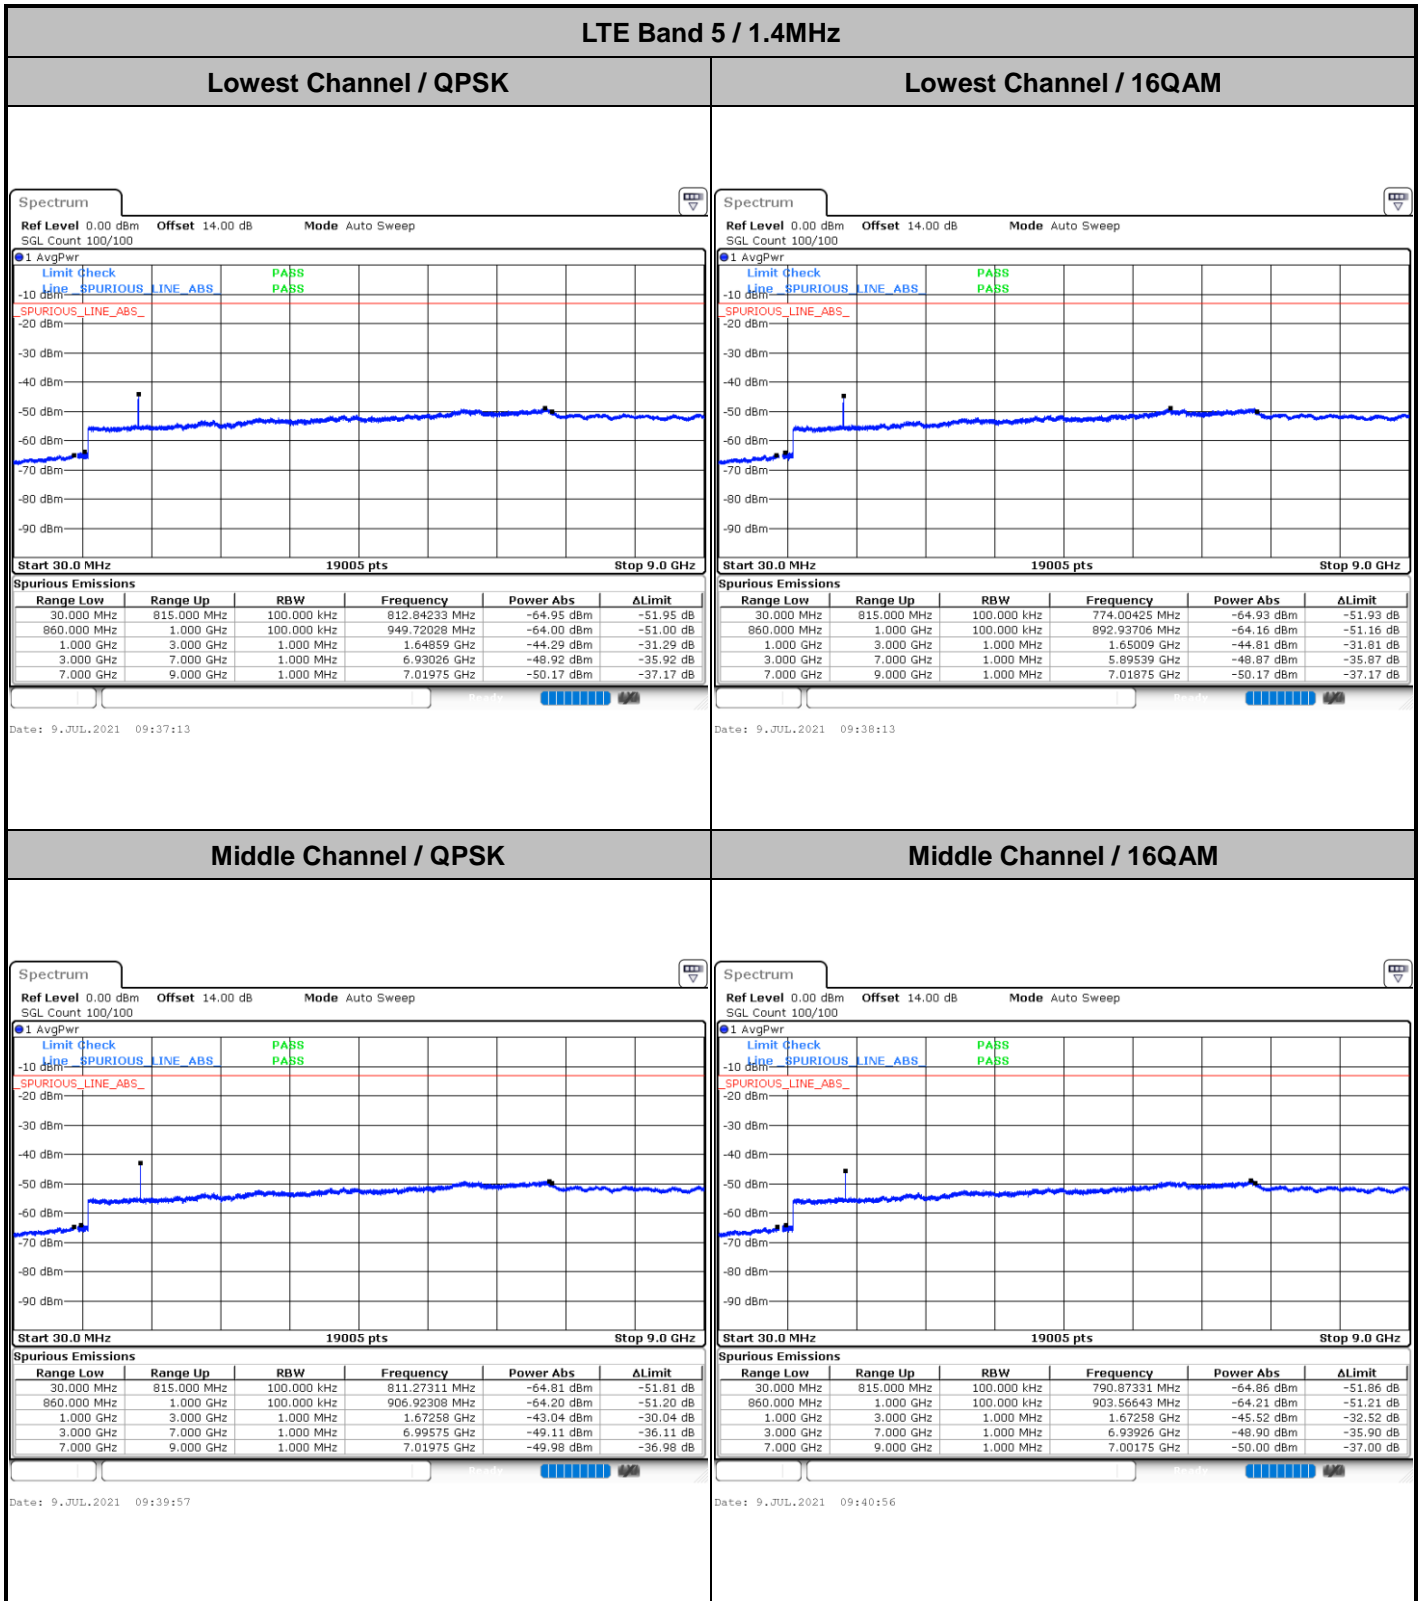 LTE Band 5 / 1.4MHz
Lowest Channel / QPSK
Lowest Channel / 16QAM
Spectrum
Ref Level 0.00 dBm Offset 14.00 dB Mode Auto Sweep
SGL Count 100/100
1 AvgPwr
Limit Check PASS
Line _SPURIOUS_LINE_ABS_ PASS
-10 dBm
_SPURIOUS_LINE_ABS_
-20 dBm
-30 dBm
-40 dBm
-50 dBm
-60 dBm
-70 dBm
-80 dBm
-90 dBm
Start 30.0 MHz 19005 pts Stop 9.0 GHz
Spurious Emissions
Range Low Range Up RBW Frequency Power Abs ΔLimit
30.000 MHz 815.000 MHz 100.000 kHz 812.84233 MHz -64.95 dBm -51.95 dB
860.000 MHz 1.000 GHz 100.000 kHz 949.72028 MHz -64.00 dBm -51.00 dB
1.000 GHz 3.000 GHz 1.000 MHz 1.64859 GHz -44.29 dBm -31.29 dB
3.000 GHz 7.000 GHz 1.000 MHz 6.93026 GHz -48.92 dBm -35.92 dB
7.000 GHz 9.000 GHz 1.000 MHz 7.01975 GHz -50.17 dBm -37.17 dB
Date: 9.JUL.2021 09:37:13
Spectrum
Ref Level 0.00 dBm Offset 14.00 dB Mode Auto Sweep
SGL Count 100/100
1 AvgPwr
Limit Check PASS
Line _SPURIOUS_LINE_ABS_ PASS
-10 dBm
_SPURIOUS_LINE_ABS_
-20 dBm
-30 dBm
-40 dBm
-50 dBm
-60 dBm
-70 dBm
-80 dBm
-90 dBm
Start 30.0 MHz 19005 pts Stop 9.0 GHz
Spurious Emissions
Range Low Range Up RBW Frequency Power Abs ΔLimit
30.000 MHz 815.000 MHz 100.000 kHz 774.00425 MHz -64.93 dBm -51.93 dB
860.000 MHz 1.000 GHz 100.000 kHz 892.93706 MHz -64.16 dBm -51.16 dB
1.000 GHz 3.000 GHz 1.000 MHz 1.65009 GHz -44.81 dBm -31.81 dB
3.000 GHz 7.000 GHz 1.000 MHz 5.89539 GHz -48.87 dBm -35.87 dB
7.000 GHz 9.000 GHz 1.000 MHz 7.01875 GHz -50.17 dBm -37.17 dB
Date: 9.JUL.2021 09:38:13
Middle Channel / QPSK
Middle Channel / 16QAM
Spectrum
Ref Level 0.00 dBm Offset 14.00 dB Mode Auto Sweep
SGL Count 100/100
1 AvgPwr
Limit Check PASS
Line _SPURIOUS_LINE_ABS_ PASS
-10 dBm
_SPURIOUS_LINE_ABS_
-20 dBm
-30 dBm
-40 dBm
-50 dBm
-60 dBm
-70 dBm
-80 dBm
-90 dBm
Start 30.0 MHz 19005 pts Stop 9.0 GHz
Spurious Emissions
Range Low Range Up RBW Frequency Power Abs ΔLimit
30.000 MHz 815.000 MHz 100.000 kHz 811.27311 MHz -64.81 dBm -51.81 dB
860.000 MHz 1.000 GHz 100.000 kHz 906.92308 MHz -64.20 dBm -51.20 dB
1.000 GHz 3.000 GHz 1.000 MHz 1.67258 GHz -43.04 dBm -30.04 dB
3.000 GHz 7.000 GHz 1.000 MHz 6.99575 GHz -49.11 dBm -36.11 dB
7.000 GHz 9.000 GHz 1.000 MHz 7.01975 GHz -49.98 dBm -36.98 dB
Date: 9.JUL.2021 09:39:57
Spectrum
Ref Level 0.00 dBm Offset 14.00 dB Mode Auto Sweep
SGL Count 100/100
1 AvgPwr
Limit Check PASS
Line _SPURIOUS_LINE_ABS_ PASS
-10 dBm
_SPURIOUS_LINE_ABS_
-20 dBm
-30 dBm
-40 dBm
-50 dBm
-60 dBm
-70 dBm
-80 dBm
-90 dBm
Start 30.0 MHz 19005 pts Stop 9.0 GHz
Spurious Emissions
Range Low Range Up RBW Frequency Power Abs ΔLimit
30.000 MHz 815.000 MHz 100.000 kHz 790.87331 MHz -64.86 dBm -51.86 dB
860.000 MHz 1.000 GHz 100.000 kHz 903.56643 MHz -64.21 dBm -51.21 dB
1.000 GHz 3.000 GHz 1.000 MHz 1.67258 GHz -45.52 dBm -32.52 dB
3.000 GHz 7.000 GHz 1.000 MHz 6.93926 GHz -48.90 dBm -35.90 dB
7.000 GHz 9.000 GHz 1.000 MHz 7.00175 GHz -50.00 dBm -37.00 dB
Date: 9.JUL.2021 09:40:56